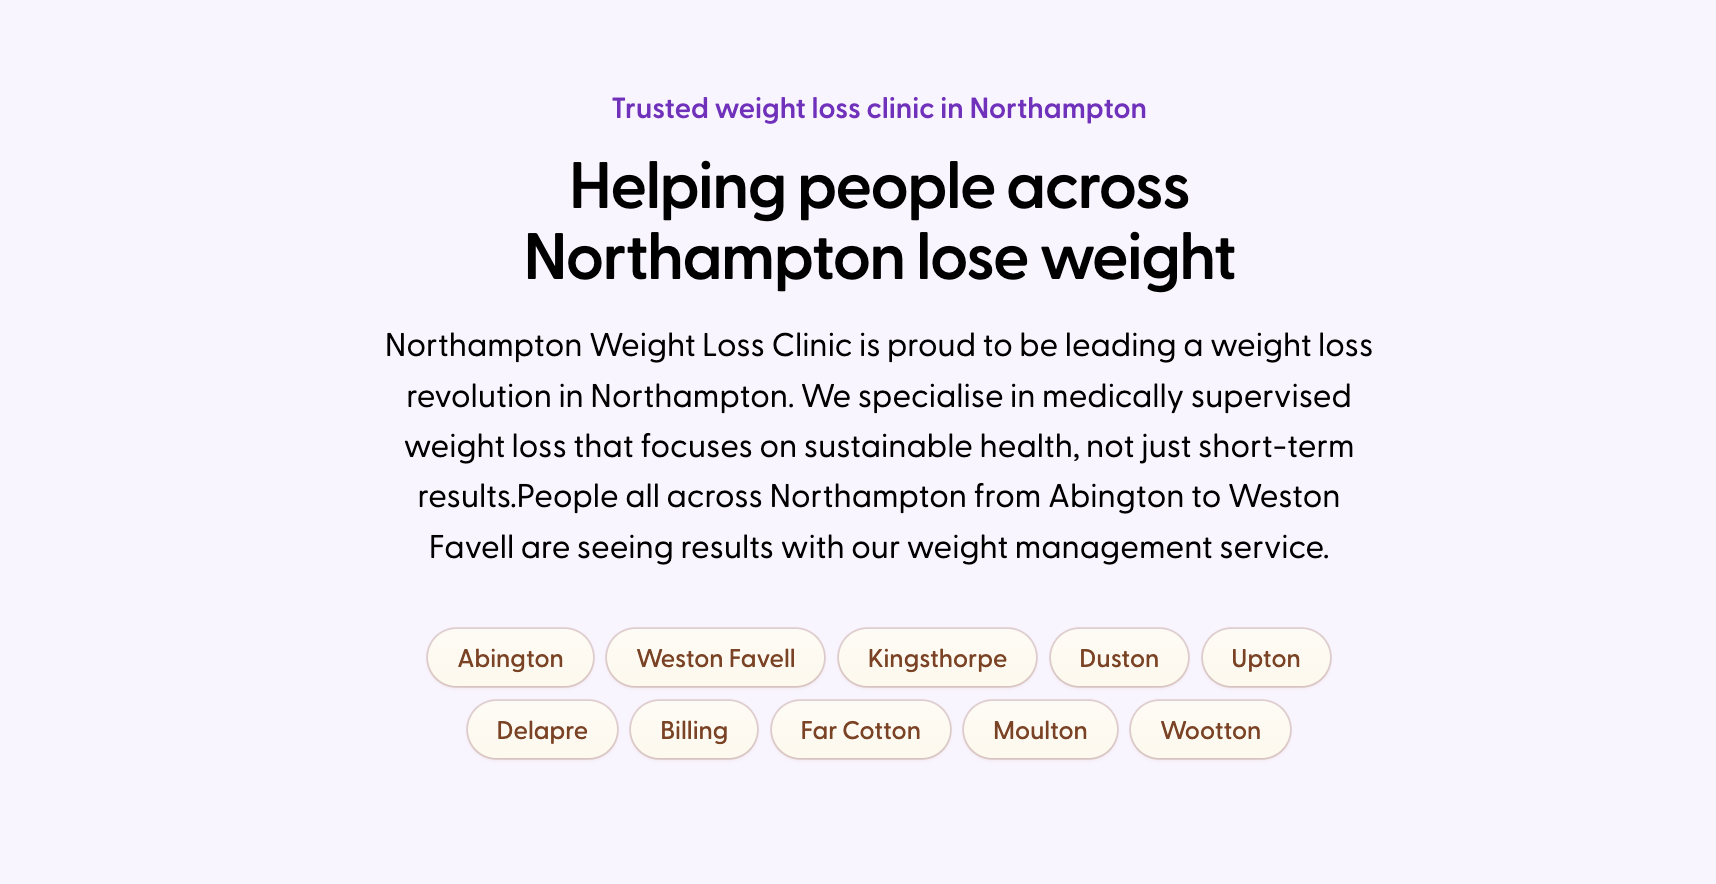 Trusted weight loss clinic in Northampton
Helping people across
Northampton lose weight
Northampton Weight Loss Clinic is proud to be leading a weight loss
revolution in Northampton. We specialise in medically supervised
weight loss that focuses on sustainable health, not just short-term
results.People all across Northampton from Abington to Weston
Favell are seeing results with our weight management service.
Abington Weston Favell Kingsthorpe Duston Upton
Delapre Billing Far Cotton Moulton Wootton